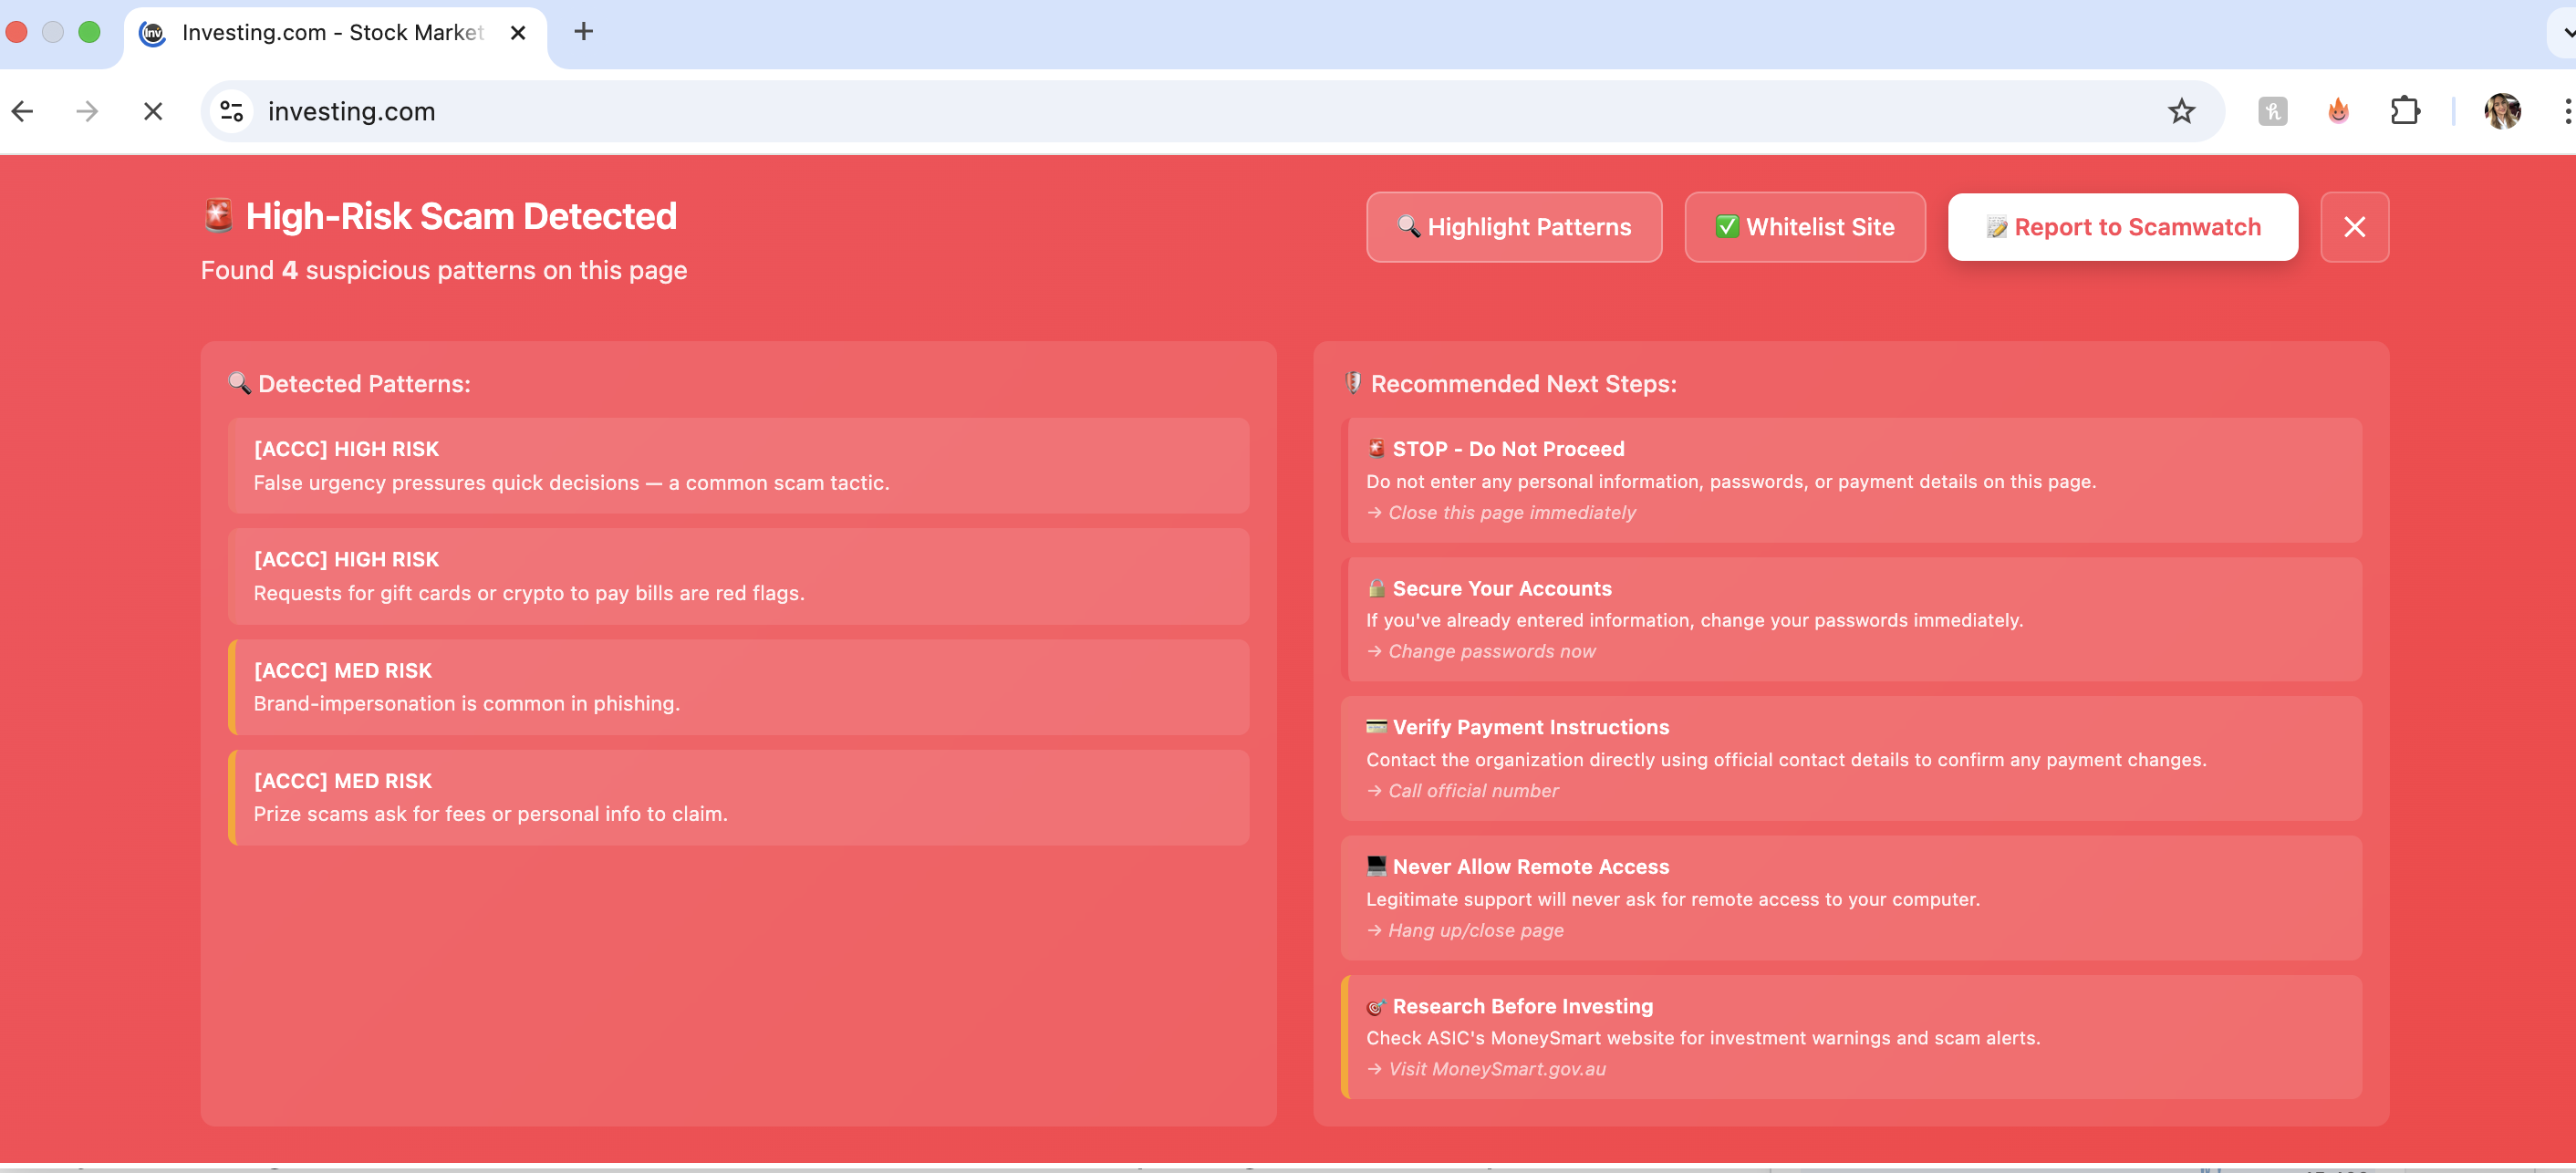 Investing.com - Stock Market
investing.com
High-Risk Scam Detected
Found 4 suspicious patterns on this page
Highlight Patterns
Whitelist Site
Report to Scamwatch
Detected Patterns:
[ACCC] HIGH RISK
False urgency pressures quick decisions — a common scam tactic.
[ACCC] HIGH RISK
Requests for gift cards or crypto to pay bills are red flags.
[ACCC] MED RISK
Brand-impersonation is common in phishing.
[ACCC] MED RISK
Prize scams ask for fees or personal info to claim.
Recommended Next Steps:
STOP - Do Not Proceed
Do not enter any personal information, passwords, or payment details on this page.
→ Close this page immediately
Secure Your Accounts
If you've already entered information, change your passwords immediately.
→ Change passwords now
Verify Payment Instructions
Contact the organization directly using official contact details to confirm any payment changes.
→ Call official number
Never Allow Remote Access
Legitimate support will never ask for remote access to your computer.
→ Hang up/close page
Research Before Investing
Check ASIC's MoneySmart website for investment warnings and scam alerts.
→ Visit MoneySmart.gov.au